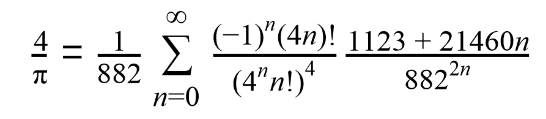 4/π = 1/882 ∑_{n=0}^{∞} (-1)^n(4n)!/(4^n n!)^4 1123 + 21460n/882^{2n}